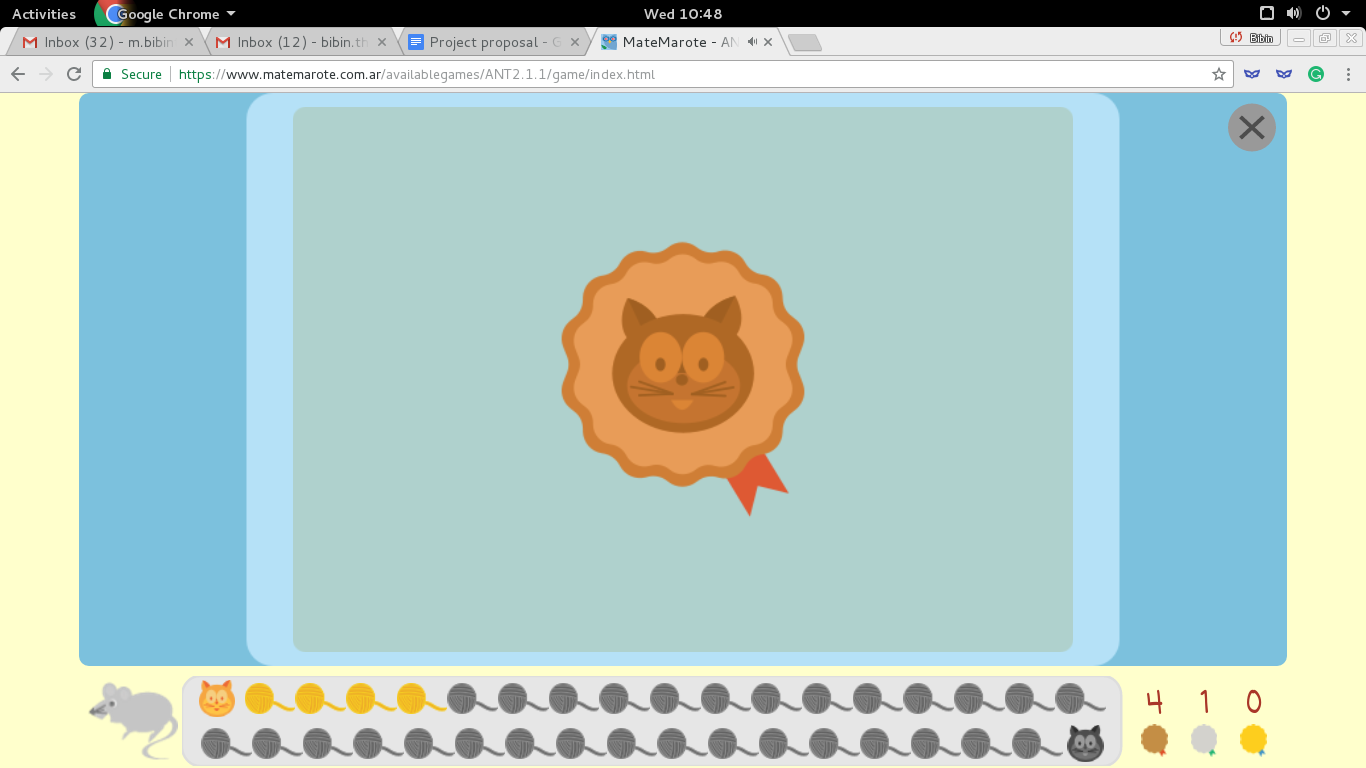 Activities Google Chrome Wed 10:48
Inbox (32) - m.bibin Inbox (12) - bibin.th Project proposal - G MateMarote - AN Bibin
Secure https://www.matemarote.com.ar/availablegames/ANT2.1.1/game/index.html
4 1 0